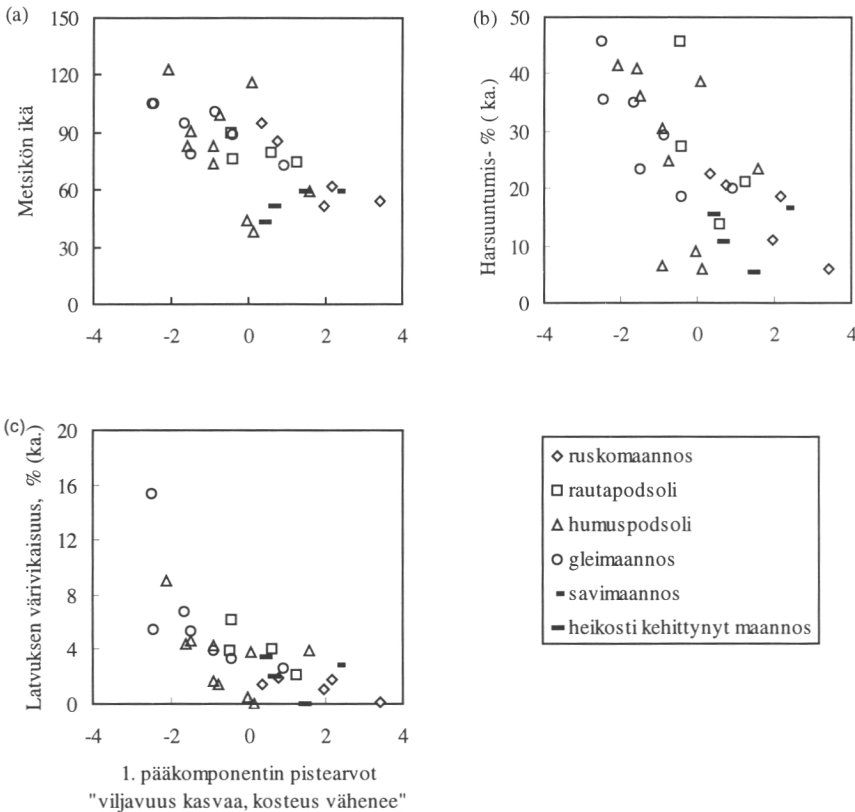 (a)
Metsikön ikä
150
120
90
60
30
0
-4 -2 0 2 4
(b)
Harsuuntumis- % ( ka.)
50
40
30
20
10
0
-4 -2 0 2 4
(c)
Latvuksen värivikaisuus, % (ka.)
20
16
12
8
4
0
-4 -2 0 2 4
1. pääkomponentin pistearvot
"viljavuus kasvaa, kosteus vähenee"
ruskomaannos
rautapodsoli
humuspodsoli
gleimaannos
savimaannos
heikosti kehittynyt maannos